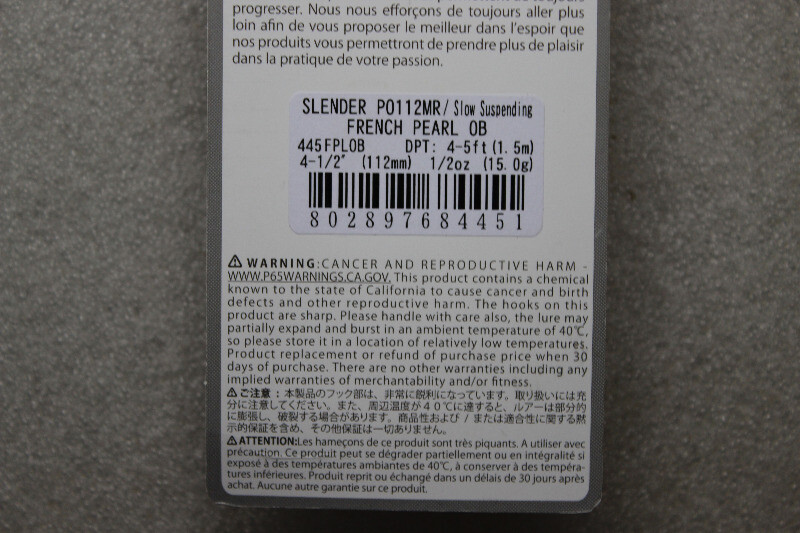 toujours
progresser. Nous nous efforçons de toujours aller plus
loin afin de vous proposer le meilleur dans l'espoir que
nos produits vous permettront de prendre plus de plaisir
dans la pratique de votre passion.
SLENDER PO112MR/ Slow Suspending
FRENCH PEARL OB
445FPLOB DPT: 4-5ft(1.5m)
4-1/2" (112mm) 1/2oz (15.0g)
802897684451
⚠ WARNING:CANCER AND REPRODUCTIVE HARM -
WWW.P65WARNINGS.CA.GOV. This product contains a chemical
known to the state of California to cause cancer and birth
defects and other reproductive harm. The hooks on this
product are sharp. Please handle with care also, the lure may
partially expand and burst in an ambient temperature of 40℃,
so please store it in a location of relatively low temperatures.
Product replacement or refund of purchase price when 30
days of purchase. There are no other warranties including any
implied warranties of merchantability and/or fitness.
⚠ご注意：本製品のフック部は、非常に鋭利になっています。取り扱いには充
分に注意してください。また、周辺温度が40℃に達すると、ルアーは部分的
に膨張し、破裂する場合があります。商品性および / または適合性に関する黙
示的保証を含め、その他保証は一切ありません。
⚠ATTENTION:Les hameçons de ce produit sont très piquants. A utiliser avec
précaution. Ce produit peut se dégrader partiellement ou en intégralité si
exposé à des températures ambiantes de 40℃, à conserver à des tempéra-
tures inférieures. Produit reprit ou échangé dans un délais de 30 jours après
achat. Aucune autre garantie sur ce produit.